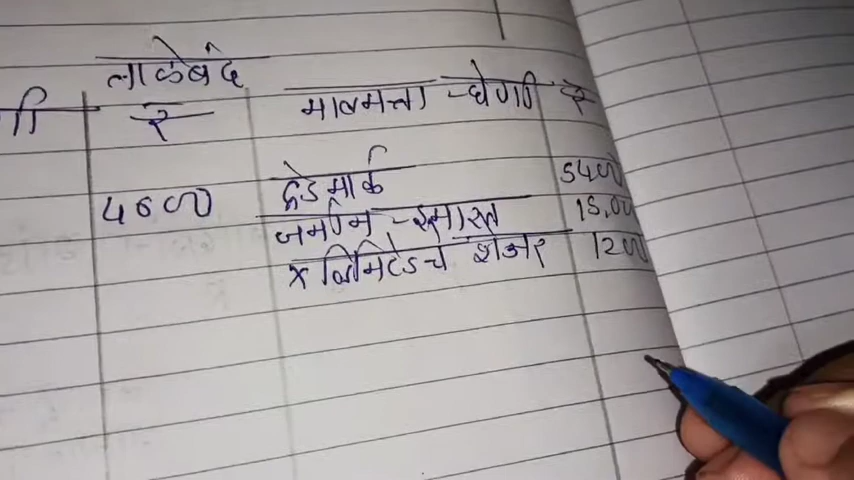 ताळेबंद
रु
मालमत्ता - येणी रु
4600 ट्रेडमार्क 5400
जमीन - इमारत 15,00
x लिमिटेडचे शेअर 1200